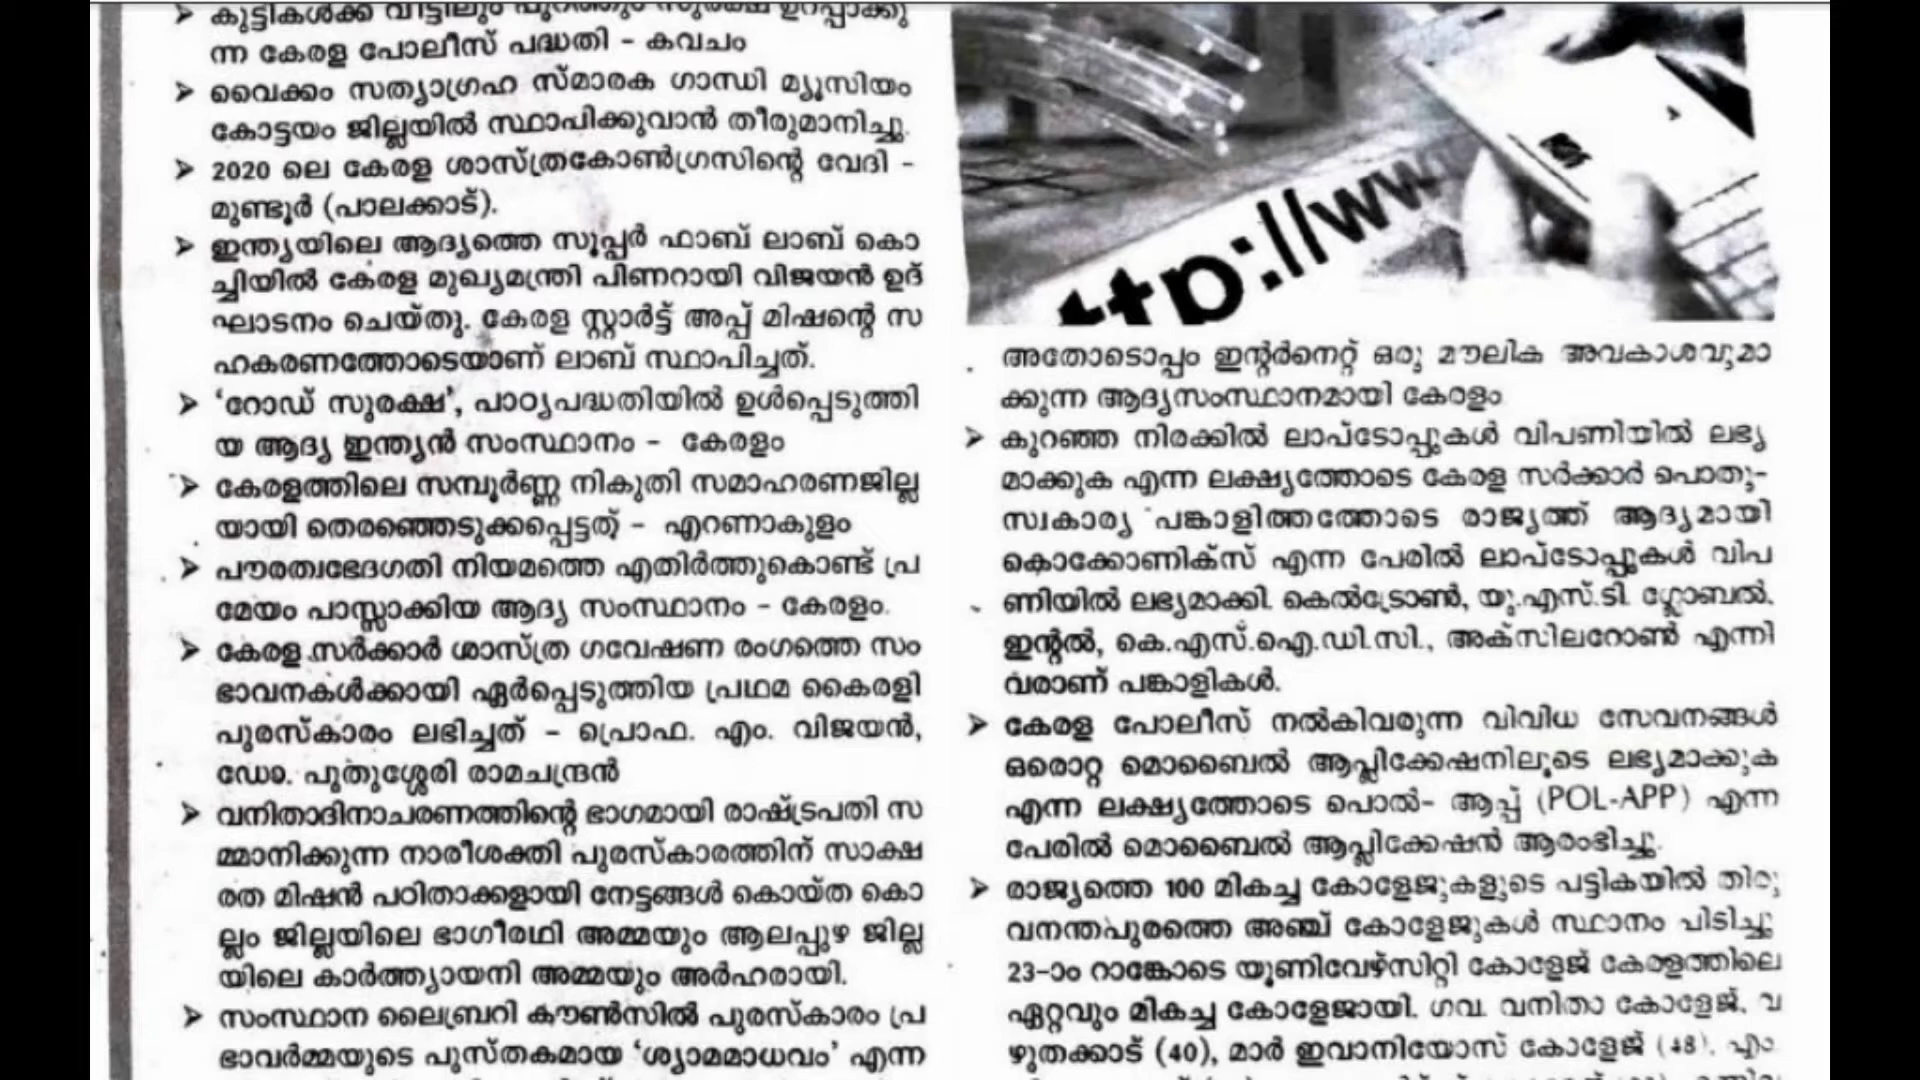 കുട്ടികൾക്ക് വീട്ടിലും പുറത്തും സുരക്ഷ ഉറപ്പാക്കു
ന്ന കേരള പോലീസ് പദ്ധതി - കവചം
➤ വൈക്കം സത്യാഗ്രഹ സ്മാരക ഗാന്ധി മ്യൂസിയം
കോട്ടയം ജില്ലയിൽ സ്ഥാപിക്കുവാൻ തീരുമാനിച്ചു.
➤ 2020 ലെ കേരള ശാസ്ത്രകോൺഗ്രസിന്റെ വേദി -
മുണ്ടൂർ (പാലക്കാട്).
➤ ഇന്ത്യയിലെ ആദ്യത്തെ സൂപ്പർ ഫാബ് ലാബ് കൊ
ച്ചിയിൽ കേരള മുഖ്യമന്ത്രി പിണറായി വിജയൻ ഉദ്
ഘാടനം ചെയ്തു. കേരള സ്റ്റാർട്ട് അപ്പ് മിഷന്റെ സ
ഹകരണത്തോടെയാണ് ലാബ് സ്ഥാപിച്ചത്.
➤ 'റോഡ് സുരക്ഷ', പാഠ്യപദ്ധതിയിൽ ഉൾപ്പെടുത്തി
യ ആദ്യ ഇന്ത്യൻ സംസ്ഥാനം - കേരളം
➤ കേരളത്തിലെ സമ്പൂർണ്ണ നികുതി സമാഹരണജില്ല
യായി തെരഞ്ഞെടുക്കപ്പെട്ടത് - എറണാകുളം
➤ പൗരത്വഭേദഗതി നിയമത്തെ എതിർത്തുകൊണ്ട് പ്ര
മേയം പാസ്സാക്കിയ ആദ്യ സംസ്ഥാനം - കേരളം.
➤ കേരള സർക്കാർ ശാസ്ത്ര ഗവേഷണ രംഗത്തെ സം
ഭാവനകൾക്കായി ഏർപ്പെടുത്തിയ പ്രഥമ കൈരളി
പുരസ്കാരം ലഭിച്ചത് - പ്രൊഫ. എം. വിജയൻ,
ഡോ. പുതുശ്ശേരി രാമചന്ദ്രൻ
➤ വനിതാദിനാചരണത്തിന്റെ ഭാഗമായി രാഷ്ട്രപതി സ
മ്മാനിക്കുന്ന നാരീശക്തി പുരസ്കാരത്തിന് സാക്ഷ
രത മിഷൻ പഠിതാക്കളായി നേട്ടങ്ങൾ കൊയ്ത കൊ
ല്ലം ജില്ലയിലെ ഭാഗീരഥി അമ്മയും ആലപ്പുഴ ജില്ല
യിലെ കാർത്ത്യായനി അമ്മയും അർഹരായി.
➤ സംസ്ഥാന ലൈബ്രറി കൗൺസിൽ പുരസ്കാരം പ്ര
ഭാവർമ്മയുടെ പുസ്തകമായ 'ശ്യാമമാധവം' എന്ന
ttp://ww
അതോടൊപ്പം ഇന്റർനെറ്റ് ഒരു മൗലിക അവകാശവുമാ
ക്കുന്ന ആദ്യസംസ്ഥാനമായി കേരളം
➤ കുറഞ്ഞ നിരക്കിൽ ലാപ്ടോപ്പുകൾ വിപണിയിൽ ലഭ്യ
മാക്കുക എന്ന ലക്ഷ്യത്തോടെ കേരള സർക്കാർ പൊതു-
സ്വകാര്യ പങ്കാളിത്തത്തോടെ രാജ്യത്ത് ആദ്യമായി
കൊക്കോണിക്സ് എന്ന പേരിൽ ലാപ്ടോപ്പുകൾ വിപ
ണിയിൽ ലഭ്യമാക്കി. കെൽട്രോൺ, യു.എസ്.ടി. ഗ്ലോബൽ,
ഇന്റൽ, കെ.എസ്.ഐ.ഡി.സി., അക്സിലറോൺ എന്നി
വരാണ് പങ്കാളികൾ.
➤ കേരള പോലീസ് നൽകിവരുന്ന വിവിധ സേവനങ്ങൾ
ഒരൊറ്റ മൊബൈൽ ആപ്ലിക്കേഷനിലൂടെ ലഭ്യമാക്കുക
എന്ന ലക്ഷ്യത്തോടെ പൊൽ- ആപ്പ് (POL-APP) എന്ന
പേരിൽ മൊബൈൽ ആപ്ലിക്കേഷൻ ആരംഭിച്ചു.
➤ രാജ്യത്തെ 100 മികച്ച കോളേജുകളുടെ പട്ടികയിൽ തിരു
വനന്തപുരത്തെ അഞ്ച് കോളേജുകൾ സ്ഥാനം പിടിച്ചു
23-ാം റാങ്കോടെ യൂണിവേഴ്സിറ്റി കോളേജ് കേരളത്തിലെ
ഏറ്റവും മികച്ച കോളേജായി. ഗവ. വനിതാ കോളേജ്, വ
ഴുതക്കാട് (40), മാർ ഇവാനിയോസ് കോളേജ് (48), എം